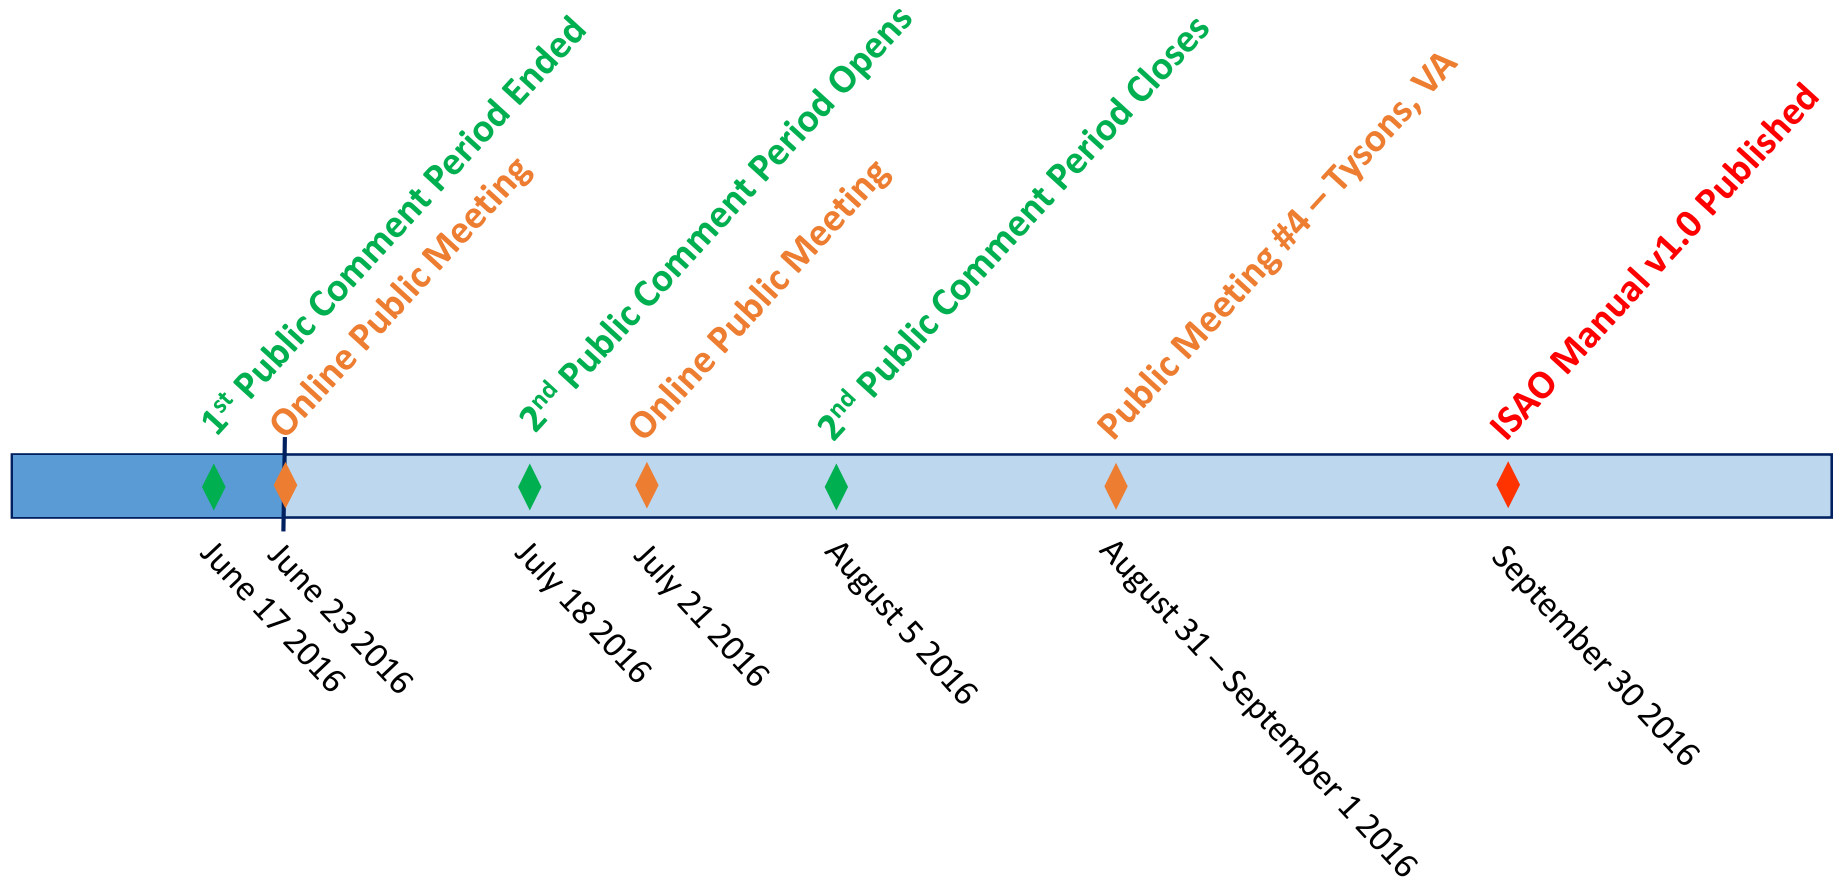 1st Public Comment Period Ended
Online Public Meeting
2nd Public Comment Period Opens
Online Public Meeting
2nd Public Comment Period Closes
Public Meeting #4 – Tysons, VA
ISAO Manual v1.0 Published
June 17 2016
June 23 2016
July 18 2016
July 21 2016
August 5 2016
August 31 – September 1 2016
September 30 2016